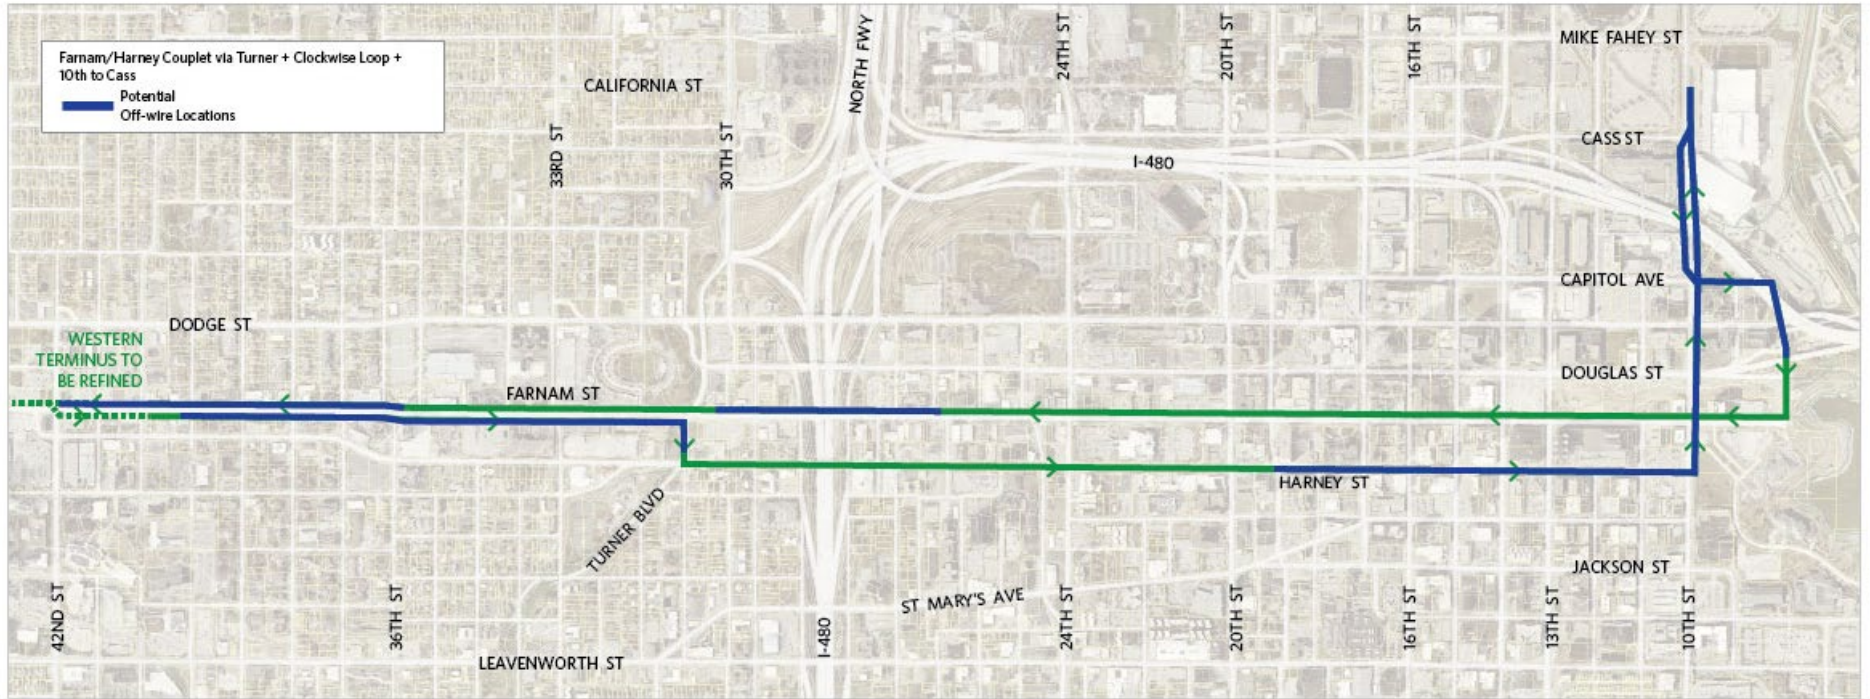 Farnam/Harney Couplet via Turner + Clockwise Loop +
10th to Cass
Potential
Off-wire Locations
CALIFORNIA ST
33RD ST
30TH ST
NORTH FWY
24TH ST
20TH ST
16TH ST
MIKE FAHEY ST
CASS ST
I-480
CAPITOL AVE
DODGE ST
WESTERN
TERMINUS TO
BE REFINED
FARNAM ST
DOUGLAS ST
HARNEY ST
TURNER BLVD
JACKSON ST
ST MARY'S AVE
42ND ST
36TH ST
I-480
24TH ST
20TH ST
16TH ST
13TH ST
10TH ST
LEAVENWORTH ST